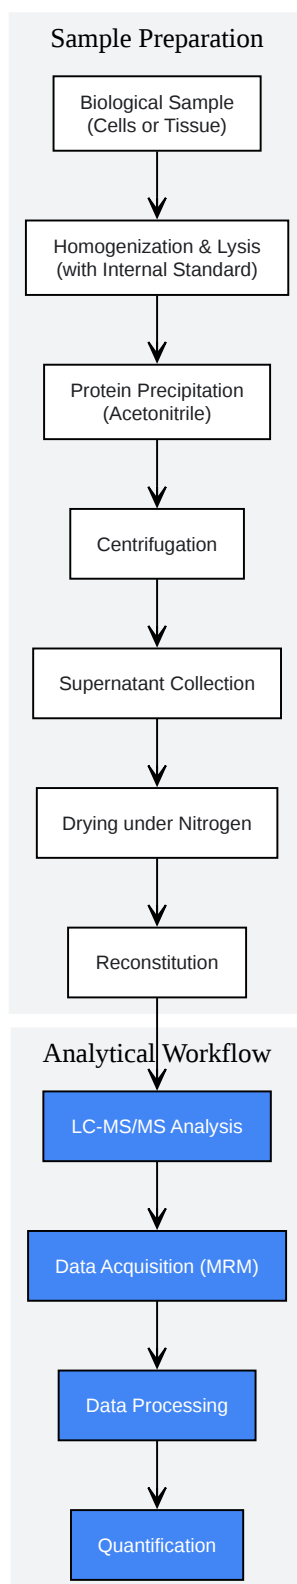 Sample Preparation
Biological Sample
(Cells or Tissue)
Homogenization & Lysis
(with Internal Standard)
Protein Precipitation
(Acetonitrile)
Centrifugation
Supernatant Collection
Drying under Nitrogen
Reconstitution
Analytical Workflow
LC-MS/MS Analysis
Data Acquisition (MRM)
Data Processing
Quantification